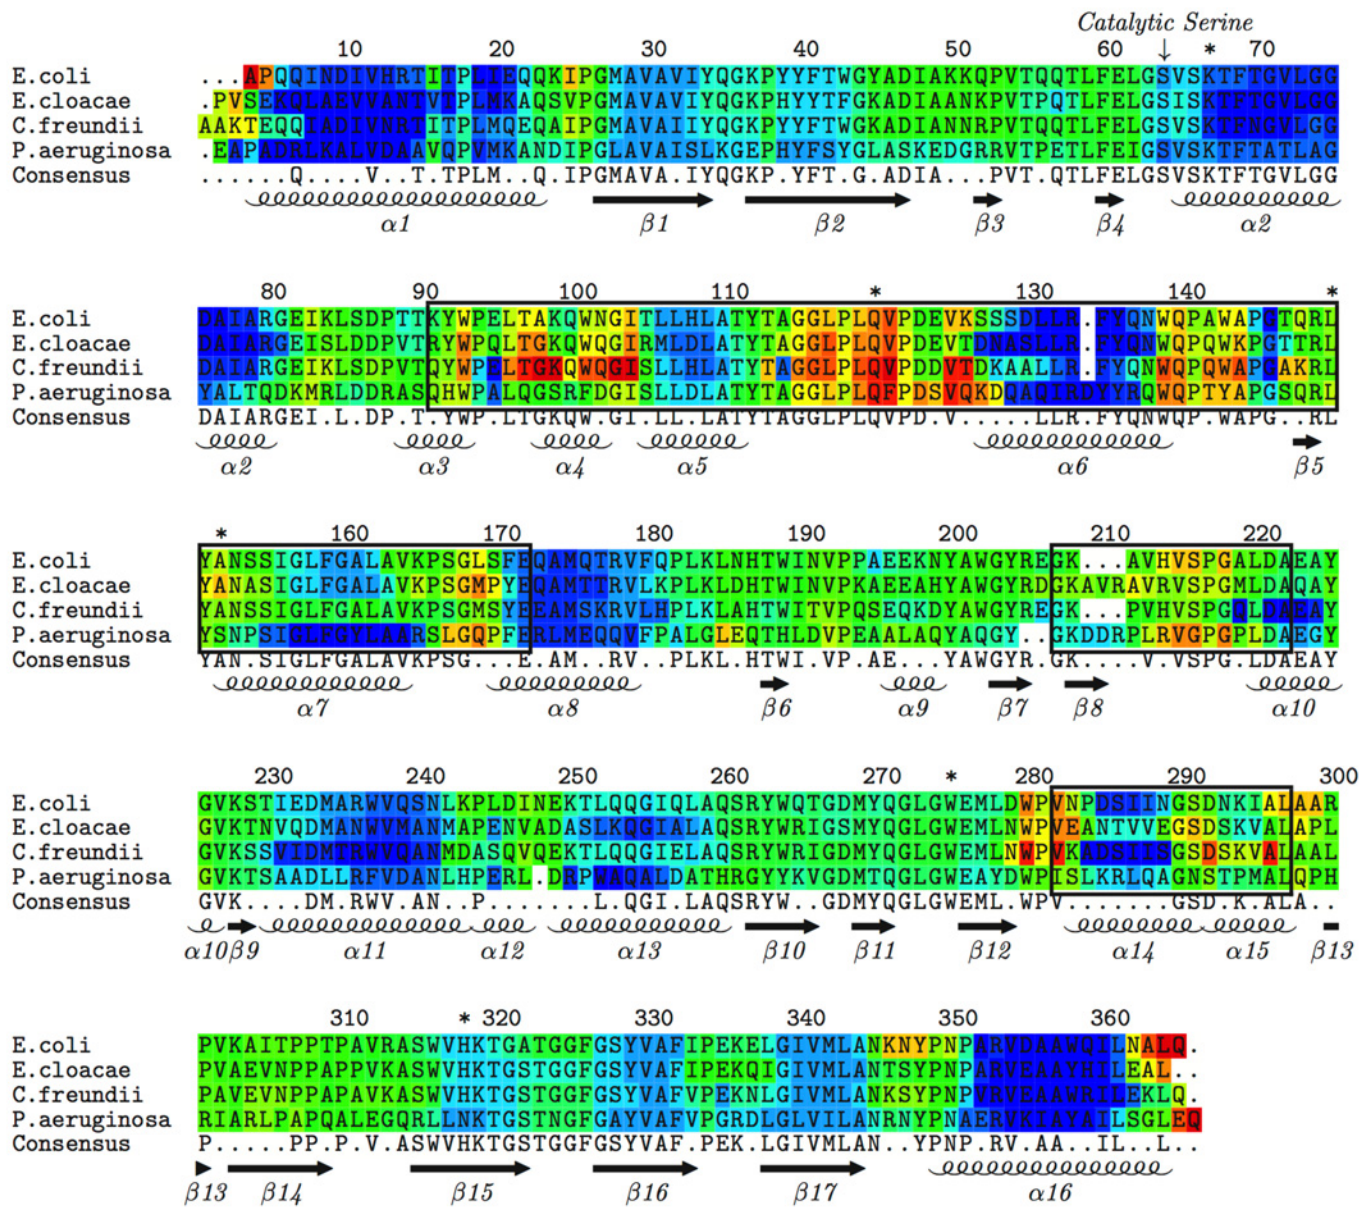 Catalytic Serine
10 20 30 40 50 60 ↓ * 70
E.coli ...APQQINDIVHRTITPLIEQQKIPGMAVAVIYQGKPYYFTWGYADIAKKQPVTQQTLFELGSVSKTFTGVLGG
E.cloacae .PVSEKQLAEVVANTVTPLMKAQSVPGMAVAVIYQGKPHYYTFGKADIAANKPVTPQTLFELGSISKTFTGVLGG
C.freundii AAKTEQQIADIVNRTITPLMQEQAIPGMAVAIIYQGKPYYFTWGKADIANNRPVTQQTLFELGSVSKTFNGVLGG
P.aeruginosa .EAPADRLKALVDAAVQPVMKANDIPGLAVAISLKGEPHYFSYGLASKEDGRRVTPETLFEIGSVSKTFTATLAG
Consensus ......Q....V..T.TPLM..Q.IPGMAVA.IYQGKP.YFT.G.ADIA...PVT.QTLFELGSVSKTFTGVLGG
α1 β1 β2 β3 β4 α2
80 90 100 110 * 130 140 *
E.coli DAIARGEIKLSDPTTKYWPELTAKQWNGITLLHLATYTAGGLPLQVPDEVKSSSDLLR.FYQNWQPAWAPGTQRL
E.cloacae DAIARGEISLDDPVTRYWPQLTGKQWQGIRMLDLATYTAGGLPLQVPDEVTDNASLLR.FYQNWQPQWKPGTTRL
C.freundii DAIARGEIKLSDPVTQYWPELTGKQWQGISLLHLATYTAGGLPLQVPDDVTDKAALLR.FYQNWQPQWAPGAKRL
P.aeruginosa YALTQDKMRLDDRASQHWPALQGSRFDGISLLDLATYTAGGLPLQFPDSVQKDQAQIRDYYRQWQPTYAPGSQRL
Consensus DAIARGEI.L.DP.T.YW..LTGKQW.GI.LL.LATYTAGGLPLQVPD.V.....LLR.FYQNWQP.WAPG..RL
α2 α3 α4 α5 α6 β5
* 160 170 180 190 200 210 220
E.coli YANSSIGLFGALAVKPSGLSFEQAMQTRVFQPLKLNHTWINVPPAEEKNYAWGYREGK...AVHVSPGALDAEAY
E.cloacae YANASIGLFGALAVKPSGMPYEQAMTTRVLKPLKLDHTWINVPKAEEAHYAWGYRDGKAVRAVRVSPGMLDAQAY
C.freundii YANSSIGLFGALAVKPSGMSYEEAMSKRVLHPLKLAHTWITVPQSEQKDYAWGYREGK...PVHVSPGQLDAEAY
P.aeruginosa YSNPSIGLFGYLAARSLGQPFERLMEQQVFPALGLEQTHLDVPEAALAQYAQGY..GKDDRPLRVGPGPLDAEGY
Consensus YAN.SIGLFGALAVKPSG...E.AM..RV..PLKL.HTWI.VP.AE...YAWGYR.GK....V.VSPG.LDAEAY
α7 α8 β6 α9 β7 β8 α10
230 240 250 260 270 * 280 290 300
E.coli GVKSTIEDMARWVQSNLKPLDINEKTLQQGIQLAQSRYWQTGDMYQGLGWEMLDWPVNPDSIINGSDNKIALAAR
E.cloacae GVKTNVQDMANWVMANMAPENVADASLKQGIALAQSRYWRIGSMYQGLGWEMLNWPVEANTVVEGSDSKVALAPL
C.freundii GVKSSVIDMTRWVQANMDASQVQEKTLQQGIELAQSRYWRIGDMYQGLGWEMLNWPVKADSIISGSDSKVALAAL
P.aeruginosa GVKTSAADLLRFVDANLHPERL.DRPWAQALDATHRGYYKVGDMTQGLGWEAYDWPISLKRLQAGNSTPMALQPH
Consensus GVK....DM.RWV.AN..P.......L.QGI.LAQSRYW..GDMYQGLGWEML.WPV.......GSD.K.ALA..
α10 β9 α11 α12 α13 β10 β11 β12 α14 α15 β13
310 * 320 330 340 350 360
E.coli PVKAITPPTPAVRASWVHKTGATGGFGSYVAFIPEKELGIVMLANKNYPNPARVDAAWQILNALQ.
E.cloacae PVAEVNPPAPPVKASWVHKTGSTGGFGSYVAFIPEKQIGIVMLANTSYPNPARVEAAYHILEAL..
C.freundii PAVEVNPPAPAVKASWVHKTGSTGGFGSYVAFVPEKNLGIVMLANKSYPNPVRVEAAWRILEKLQ.
P.aeruginosa RIARLPAPQALEGQRLLNKTGSTNGFGAYVAFVPGRDLGLVILANRNYPNAERVKIAYAILSGLEQ
Consensus P.....PP.P.V.ASWVHKTGSTGGFGSYVAF.PEK.LGIVMLAN..YPNP.RV.AA..IL..L..
β13 β14 β15 β16 β17 α16